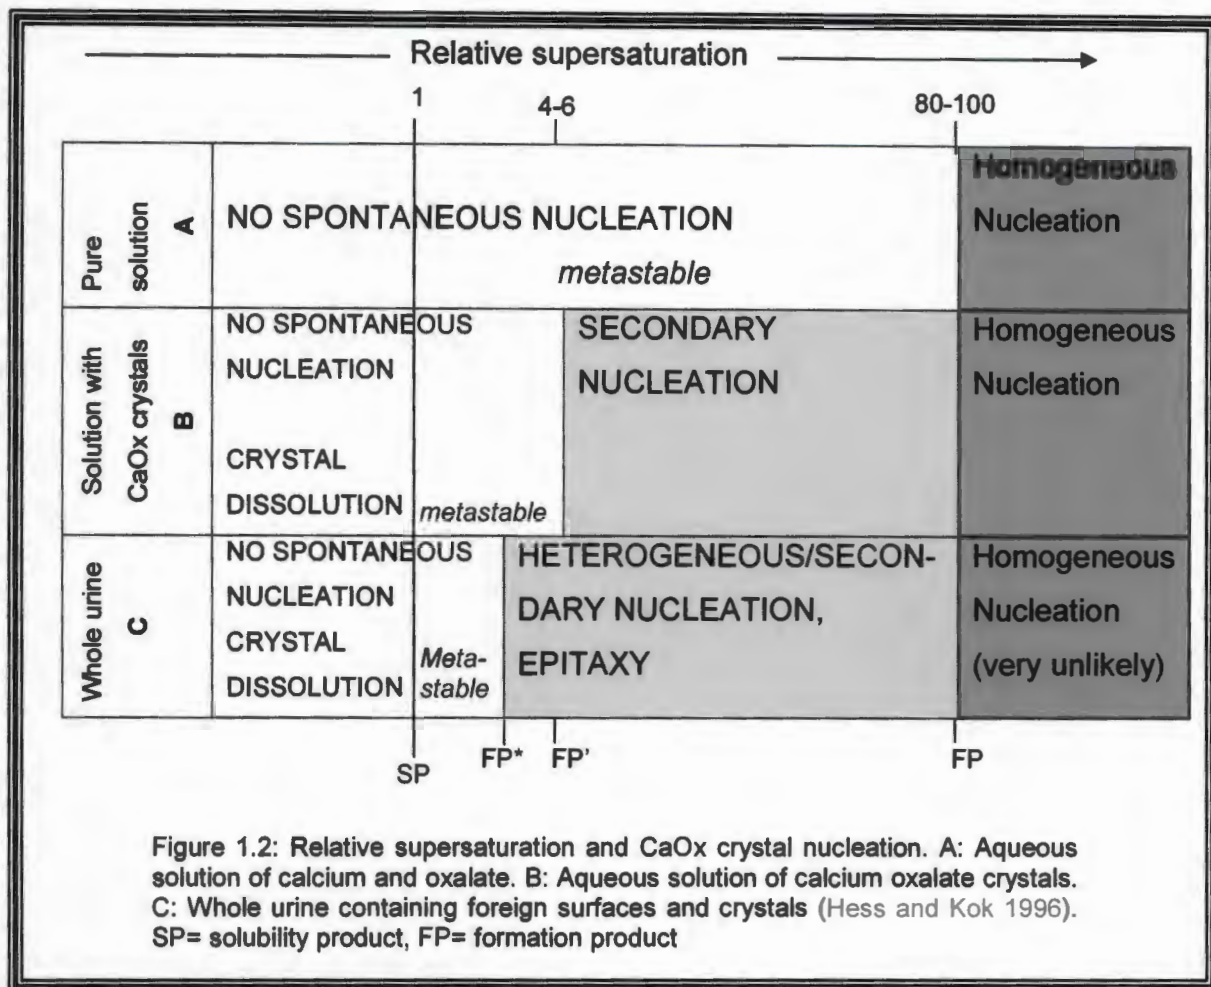 Relative supersaturation
1
4-6
80-100
Pure
solution
A
NO SPONTANEOUS NUCLEATION
metastable
Homogeneous
Nucleation
Solution with
CaOx crystals
B
NO SPONTANEOUS
NUCLEATION
CRYSTAL
DISSOLUTION
metastable
SECONDARY
NUCLEATION
Homogeneous
Nucleation
Whole urine
C
NO SPONTANEOUS
NUCLEATION
CRYSTAL
DISSOLUTION
Meta-
stable
HETEROGENEOUS/SECON-
DARY NUCLEATION,
EPITAXY
Homogeneous
Nucleation
(very unlikely)
SP
FP*
FP'
FP
Figure 1.2: Relative supersaturation and CaOx crystal nucleation. A: Aqueous
solution of calcium and oxalate. B: Aqueous solution of calcium oxalate crystals.
C: Whole urine containing foreign surfaces and crystals (Hess and Kok 1996).
SP= solubility product, FP= formation product